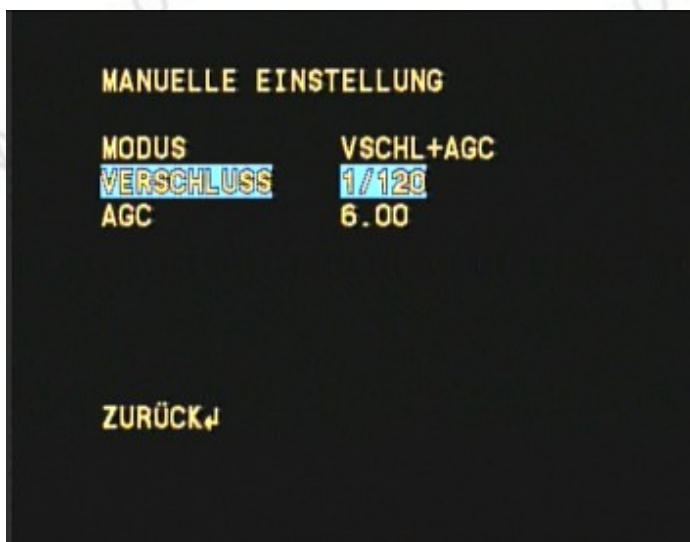 MANUELLE EINSTELLUNG
MODUS VSCHL+AGC
VERSCHLUSS 1/120
AGC 6.00
ZURÜCK↲